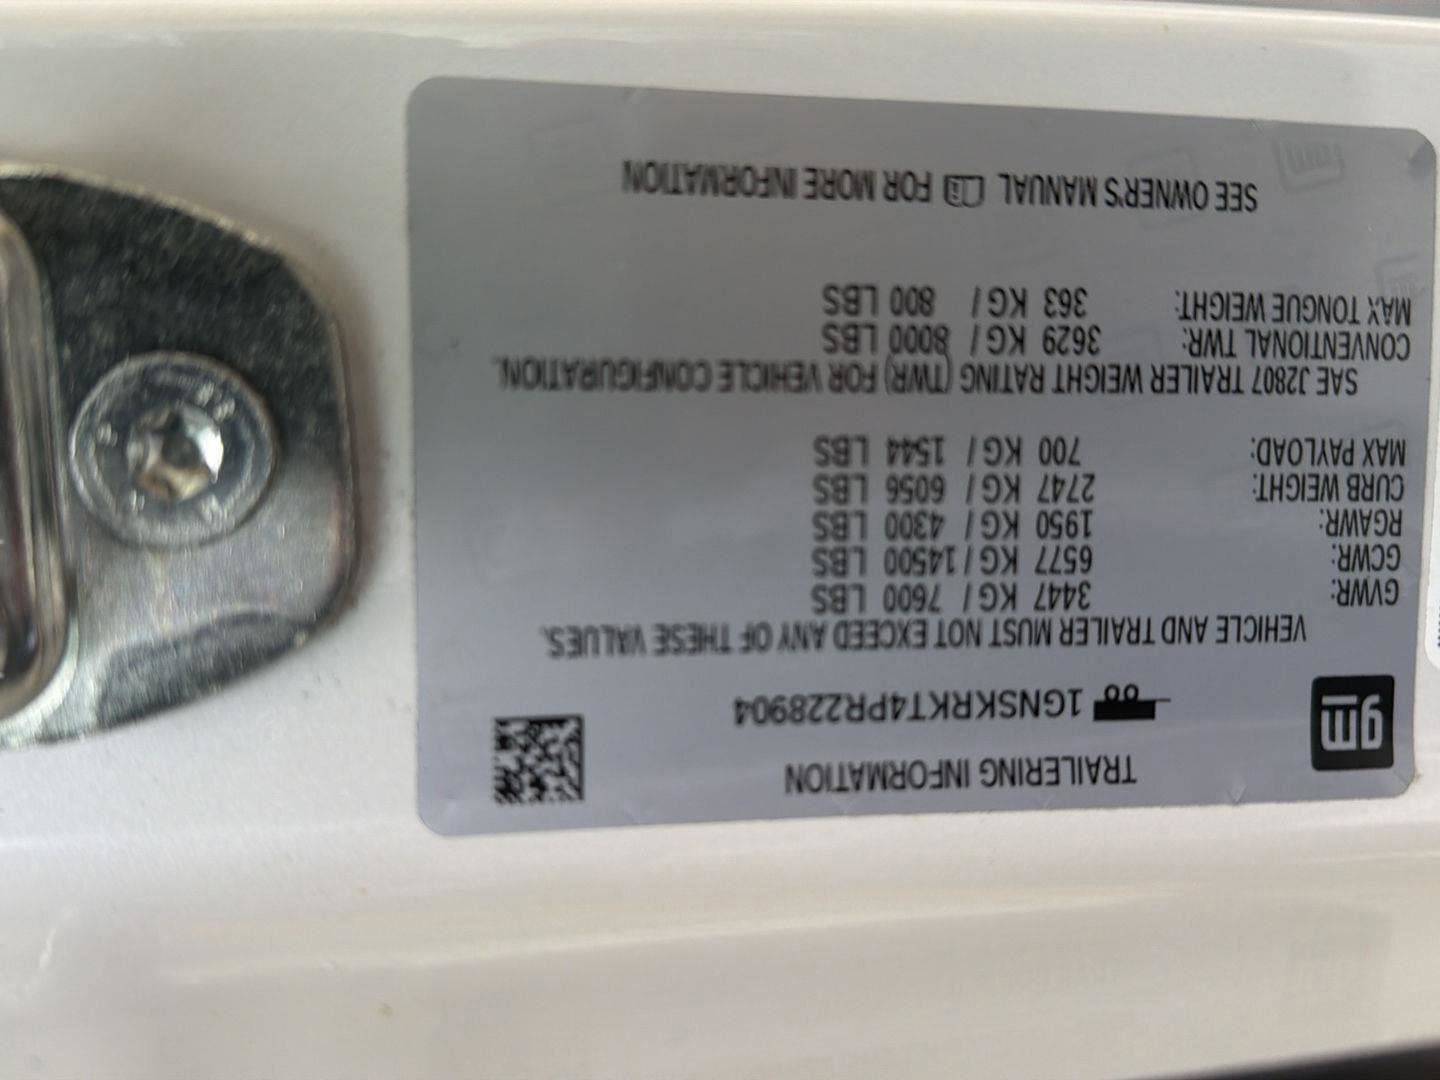 TRAILERING INFORMATION
gm
1GNSKRKT4PR228904
VEHICLE AND TRAILER MUST NOT EXCEED ANY OF THESE VALUES.
GVWR: 3447 KG / 7600 LBS
GCWR: 6577 KG / 14500 LBS
RGAWR: 1950 KG / 4300 LBS
CURB WEIGHT: 2747 KG / 6056 LBS
MAX PAYLOAD: 700 KG / 1544 LBS
SAE J2807 TRAILER WEIGHT RATING (TWR) FOR VEHICLE CONFIGURATION.
CONVENTIONAL TWR: 3629 KG / 8000 LBS
MAX TONGUE WEIGHT: 363 KG / 800 LBS
SEE OWNER'S MANUAL FOR MORE INFORMATION